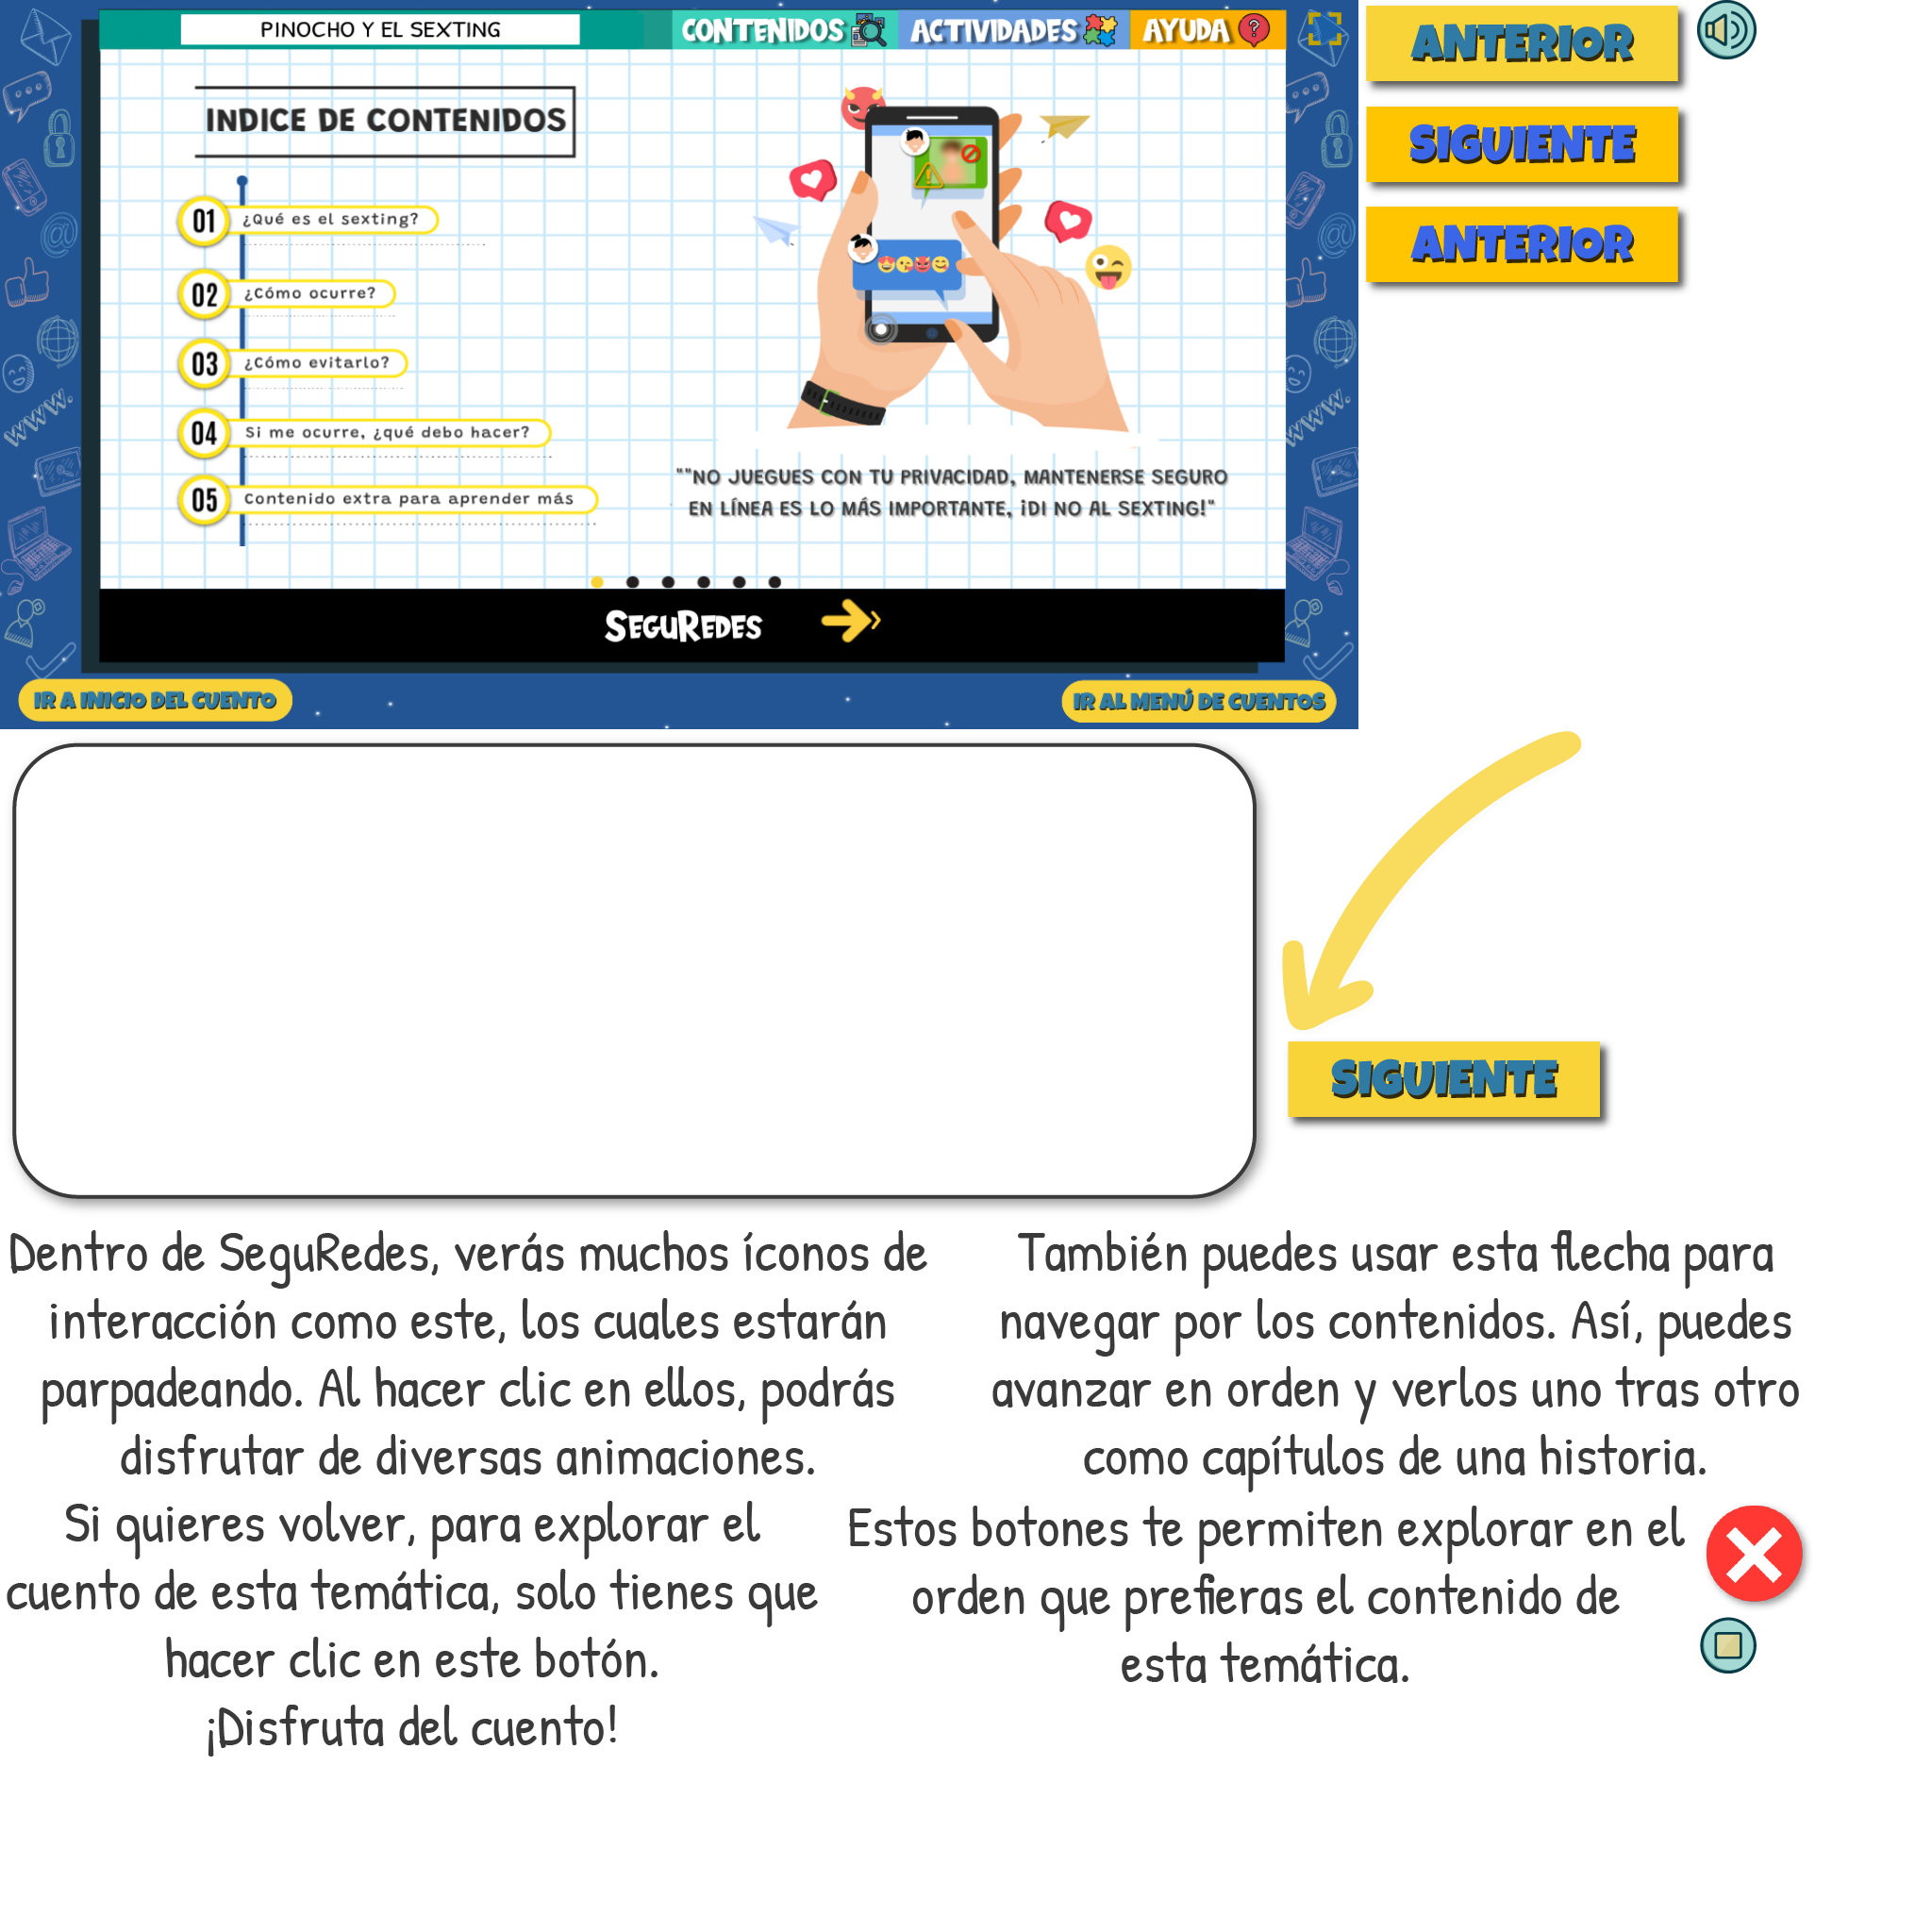 PINOCHO Y EL SEXTING
CONTENIDOS
ACTIVIDADES
AYUDA
?
ANTERIOR
SIGUIENTE
ANTERIOR
INDICE DE CONTENIDOS
01 ¿Qué es el sexting?
02 ¿Cómo ocurre?
03 ¿Cómo evitarlo?
04 Si me ocurre, ¿qué debo hacer?
05 Contenido extra para aprender más
""NO JUEGUES CON TU PRIVACIDAD, MANTENERSE SEGURO
EN LÍNEA ES LO MÁS IMPORTANTE, ¡DI NO AL SEXTING!"
@
@
www.
www.
SEGUREDES
IR A INICIO DEL CUENTO
IR AL MENÚ DE CUENTOS
SIGUIENTE
Dentro de SeguRedes, verás muchos íconos de
interacción como este, los cuales estarán
parpadeando. Al hacer clic en ellos, podrás
disfrutar de diversas animaciones.
También puedes usar esta flecha para
navegar por los contenidos. Así, puedes
avanzar en orden y verlos uno tras otro
como capítulos de una historia.
Si quieres volver, para explorar el
cuento de esta temática, solo tienes que
hacer clic en este botón.
¡Disfruta del cuento!
Estos botones te permiten explorar en el
orden que prefieras el contenido de
esta temática.